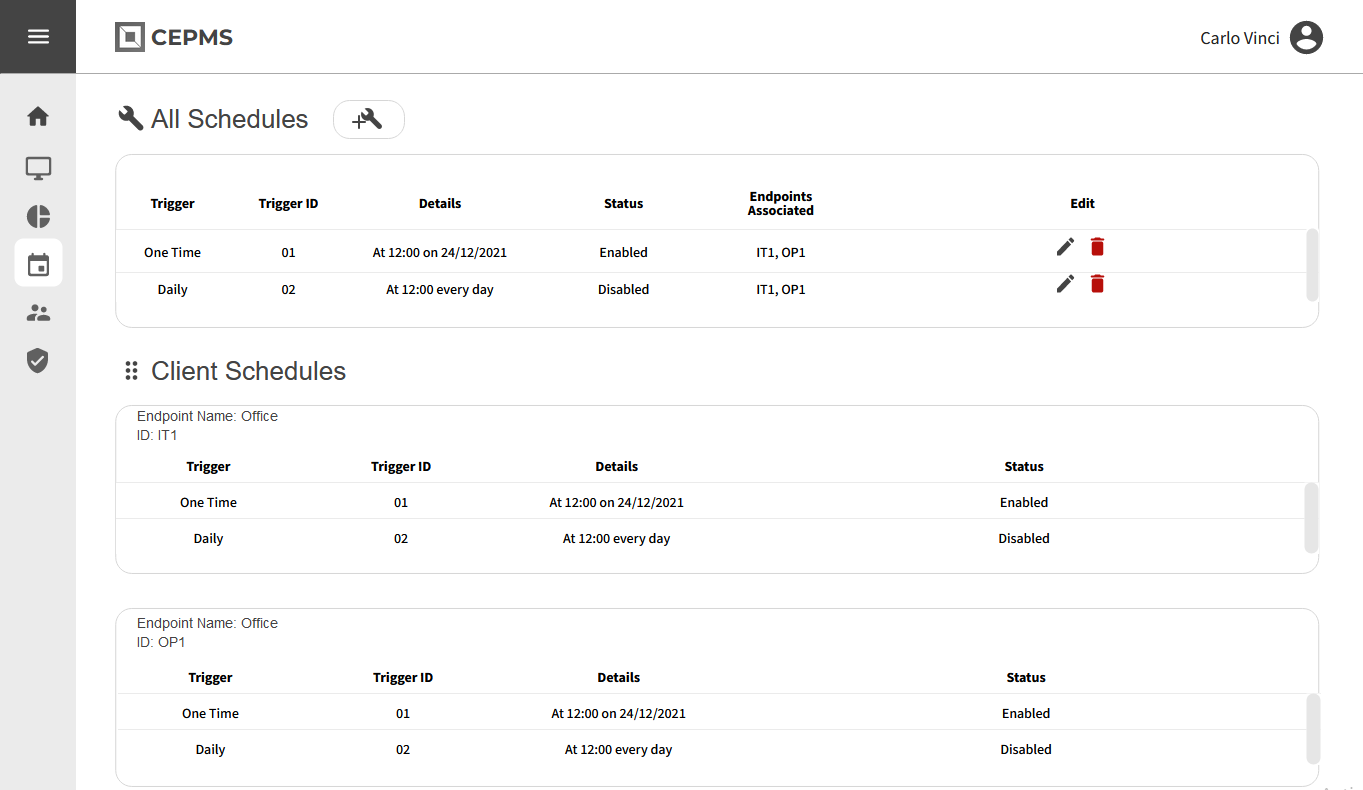 CEPMS
Carlo Vinci
All Schedules
Trigger Trigger ID Details Status Endpoints Associated Edit
One Time 01 At 12:00 on 24/12/2021 Enabled IT1, OP1
Daily 02 At 12:00 every day Disabled IT1, OP1
Client Schedules
Endpoint Name: Office
ID: IT1
Trigger Trigger ID Details Status
One Time 01 At 12:00 on 24/12/2021 Enabled
Daily 02 At 12:00 every day Disabled
Endpoint Name: Office
ID: OP1
Trigger Trigger ID Details Status
One Time 01 At 12:00 on 24/12/2021 Enabled
Daily 02 At 12:00 every day Disabled